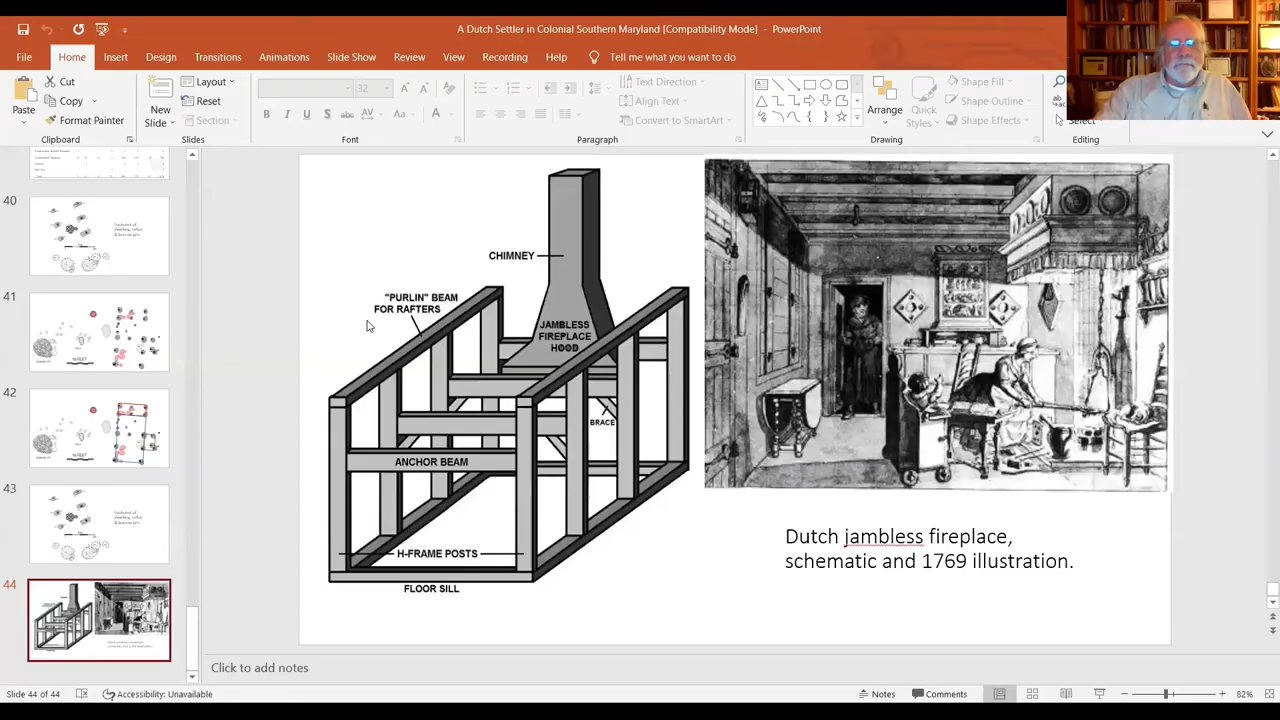 A Dutch Settler in Colonial Southern Maryland [Compatibility Mode] - PowerPoint
File Home Insert Design Transitions Animations Slide Show Review View Recording Help Tell me what you want to do
Paste
Cut
Copy
Format Painter
Clipboard
New
Slide
Layout
Reset
Section
Slides
32
B I U S abc AV Aa A
Font
Text Direction
Align Text
Convert to SmartArt
Paragraph
Arrange
Quick
Styles
Shape Fill
Shape Outline
Shape Effects
Drawing
Select
Editing
40
41
42
43
44
CHIMNEY
"PURLIN" BEAM
FOR RAFTERS
JAMBLESS
FIREPLACE
HOOD
BRACE
ANCHOR BEAM
H-FRAME POSTS
FLOOR SILL
Dutch jambless fireplace,
schematic and 1769 illustration.
Click to add notes
Slide 44 of 44
Accessibility: Unavailable
Notes
Comments
82%